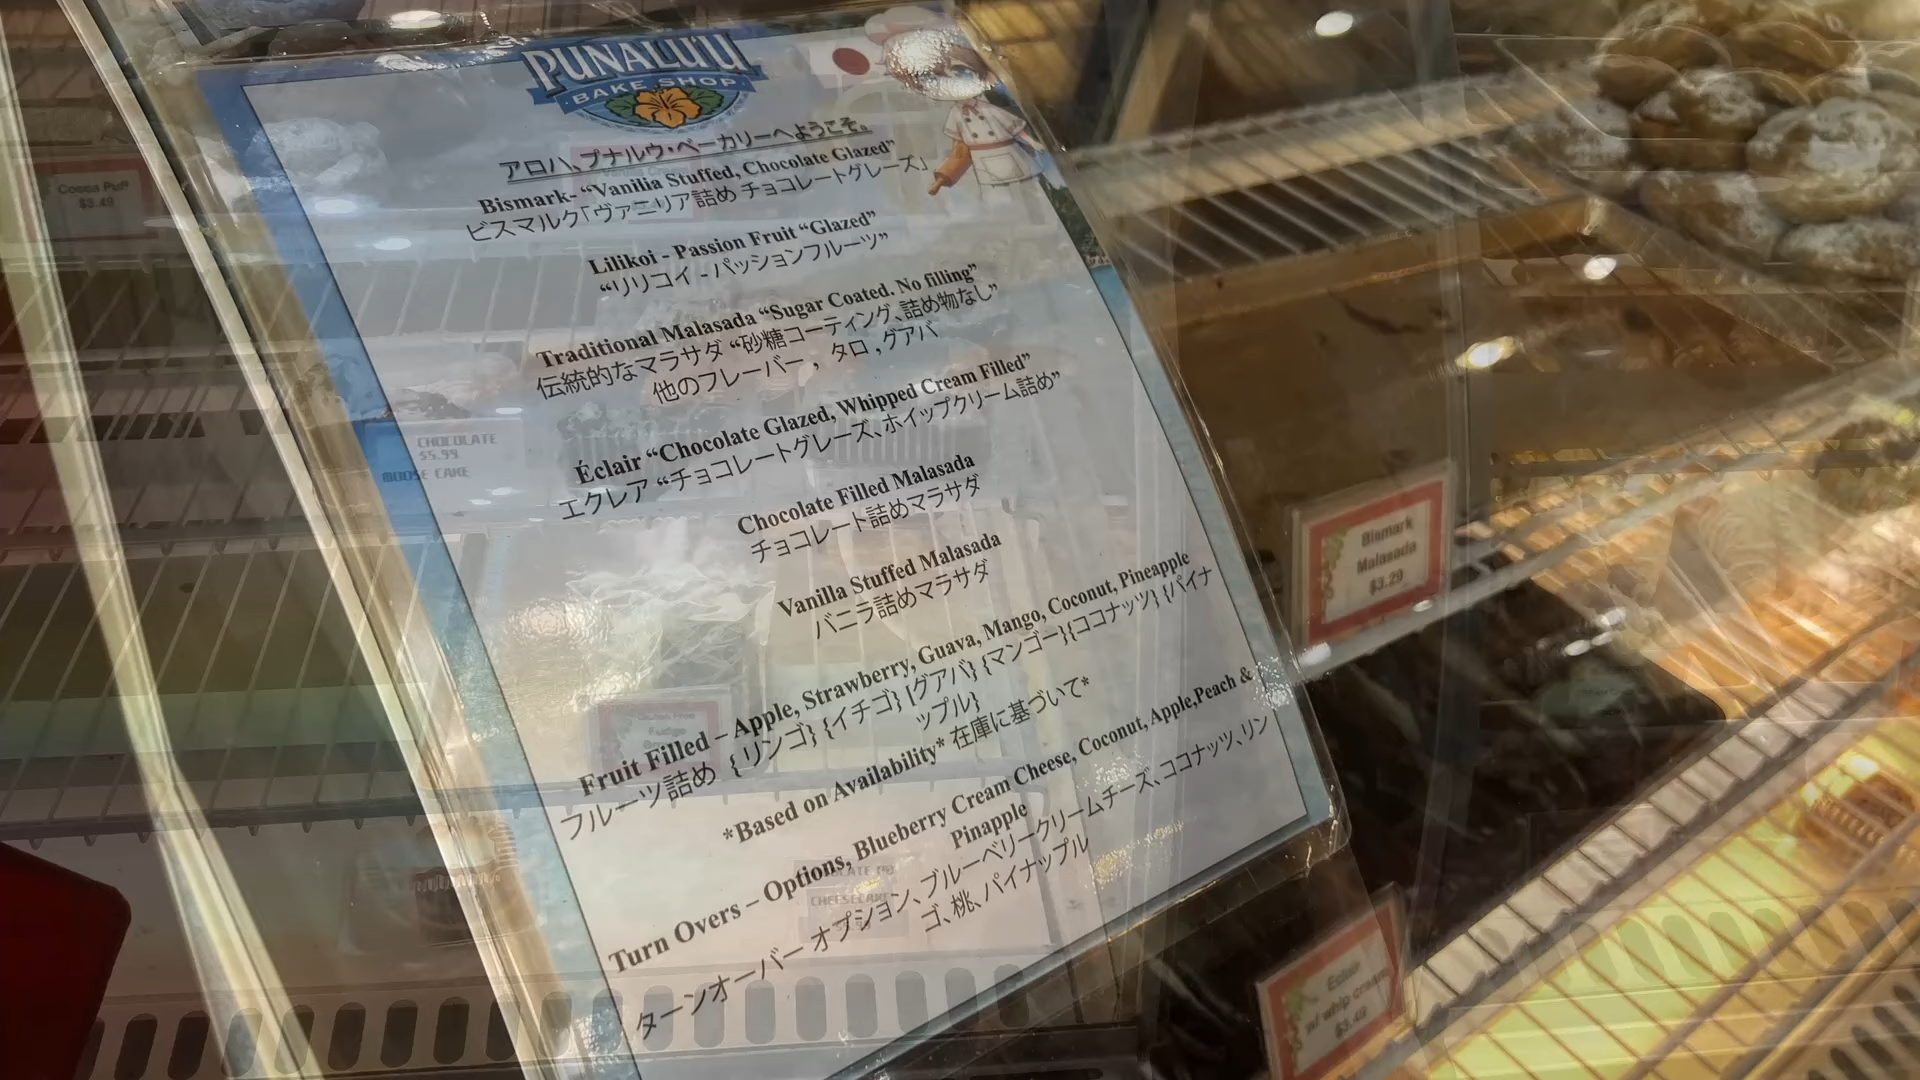 PUNALU'U
BAKE SHOP
アロハ、プナルウ・ベーカリーへようこそ。
Bismark- “Vanilia Stuffed, Chocolate Glazed”
ビスマルク「ヴァニリア詰め チョコレートグレーズ」
Lilikoi - Passion Fruit “Glazed”
“リリコイ - パッションフルーツ”
Traditional Malasada “Sugar Coated. No filling”
伝統的なマラサダ “砂糖コーティング、詰め物なし”
他のフレーバー , タロ , グアバ
Éclair “Chocolate Glazed, Whipped Cream Filled”
エクレア “チョコレートグレーズ、ホイップクリーム詰め”
Chocolate Filled Malasada
チョコレート詰めマラサダ
Vanilla Stuffed Malasada
バニラ詰めマラサダ
Fruit Filled – Apple, Strawberry, Guava, Mango, Coconut, Pineapple
フルーツ詰め {リンゴ} {イチゴ} {グアバ} {マンゴー}{ココナッツ} {パイナ
ップル}
*Based on Availability* 在庫に基づいて*
Turn Overs – Options, Blueberry Cream Cheese, Coconut, Apple,Peach &
Pinapple
ターンオーバー オプション、ブルーベリークリームチーズ、ココナッツ、リン
ゴ、桃、パイナップル
Cocoa Puff
$3.49
CHOCOLATE
$5.99
MOOSE CAKE
Gluten Free
Fudge
CHEESECAKE
Bismark
Malasada
$3.29
Eclair
w/ whip cream
$3.49